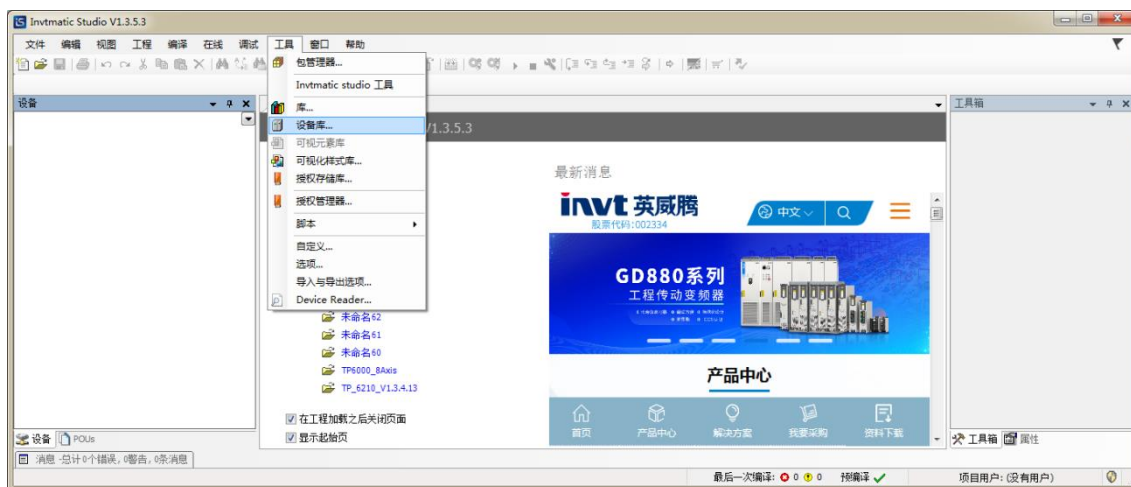 Invtmatic Studio V1.3.5.3
文件 编辑 视图 工程 编译 在线 调试 工具 窗口 帮助
设备
包管理器...
Invtmatic studio 工具
库...
设备库...
可视元素库
可视化样式库...
授权存储库...
授权管理器...
脚本
自定义...
选项...
导入与导出选项...
Device Reader...
V1.3.5.3
未命名62
未命名61
未命名60
TP6000_8Axis
TP_6210_V1.3.4.13
在工程加载之后关闭页面
显示起始页
最新消息
invt 英威腾
股票代码:002334
中文
GD880系列
工程传动变频器
产品中心
首页 产品中心 解决方案 我要采购 资料下载
工具箱
设备 POUs
工具箱 属性
消息 -总计0个错误, 0警告, 0条消息
最后一次编译: 0 0 预编译 项目用户: (没有用户)